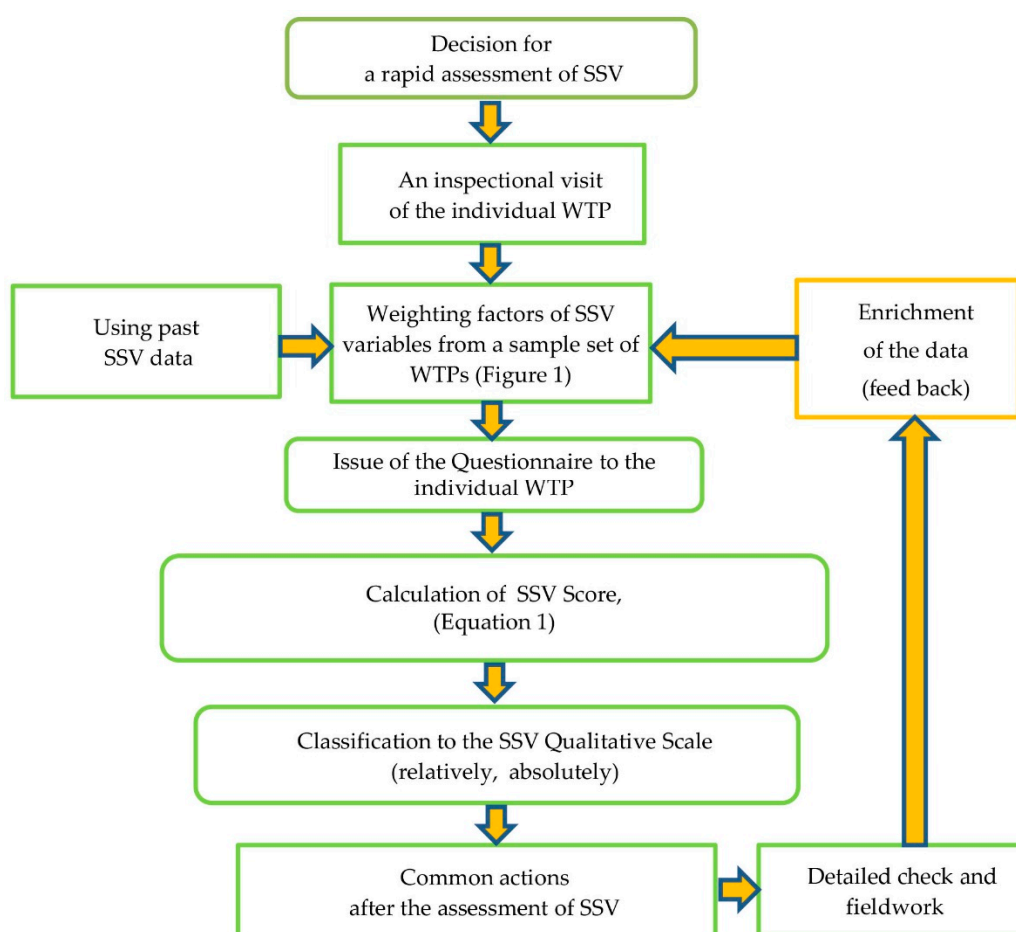 Decision for
a rapid assessment of SSV
An inspectional visit
of the individual WTP
Using past
SSV data
Weighting factors of SSV
variables from a sample set of
WTPs (Figure 1)
Enrichment
of the data
(feed back)
Issue of the Questionnaire to the
individual WTP
Calculation of SSV Score,
(Equation 1)
Classification to the SSV Qualitative Scale
(relatively, absolutely)
Common actions
after the assessment of SSV
Detailed check and
fieldwork